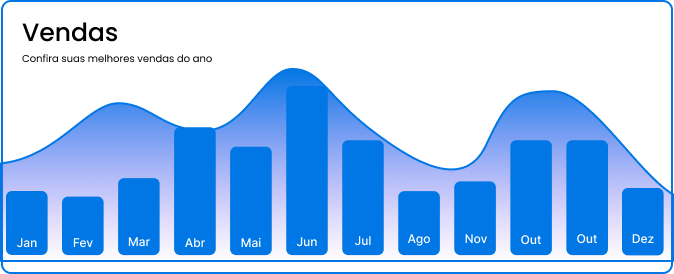 Vendas
Confira suas melhores vendas do ano
Jan Fev Mar Abr Mai Jun Jul Ago Nov Out Out Dez